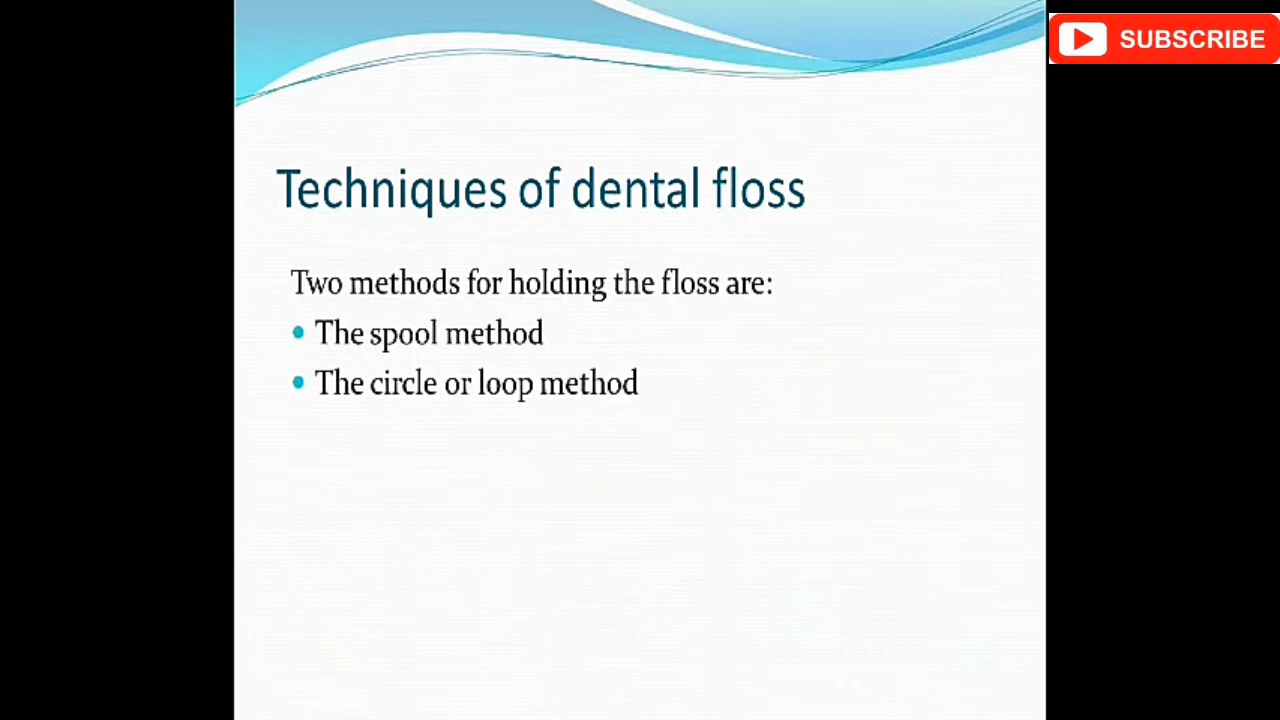 SUBSCRIBE
Techniques of dental floss
Two methods for holding the floss are:
• The spool method
• The circle or loop method